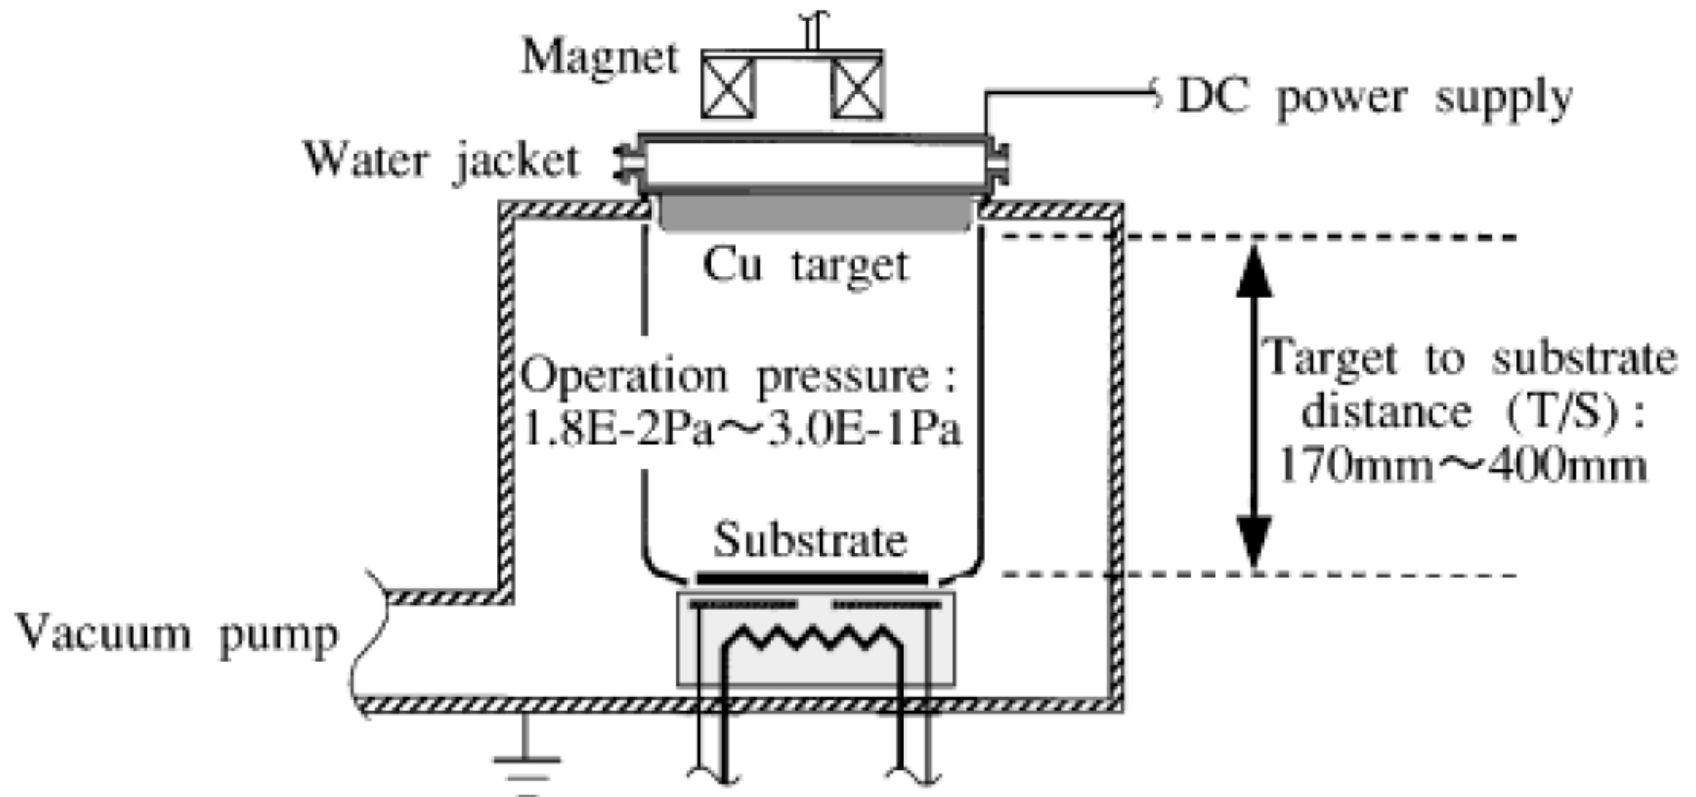 Magnet
DC power supply
Water jacket
Cu target
Operation pressure :
1.8E-2Pa～3.0E-1Pa
Target to substrate
distance (T/S) :
170mm～400mm
Substrate
Vacuum pump